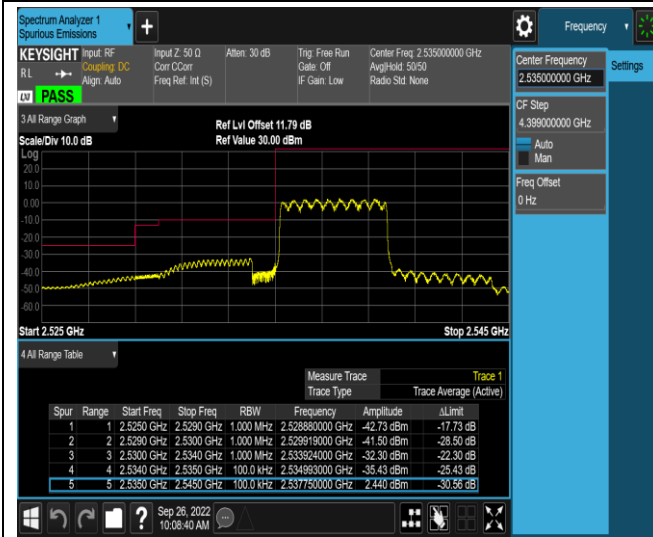 Spectrum Analyzer 1
Spurious Emissions
Frequency
KEYSIGHT
R L
LXI
PASS
Input: RF
Coupling: DC
Align: Auto
Input Z: 50 Ω
Corr CCorr
Freq Ref: Int (S)
Atten: 30 dB
Trig: Free Run
Gate: Off
IF Gain: Low
Center Freq: 2.535000000 GHz
Avg|Hold: 50/50
Radio Std: None
Center Frequency
2.535000000 GHz
Settings
CF Step
4.399000000 GHz
Auto
Man
Freq Offset
0 Hz
3 All Range Graph
Scale/Div 10.0 dB
Ref Lvl Offset 11.79 dB
Ref Value 30.00 dBm
Log
20.0
10.0
0.00
-10.0
-20.0
-30.0
-40.0
-50.0
-60.0
Start 2.525 GHz
Stop 2.545 GHz
4 All Range Table
Measure Trace Trace 1
Trace Type Trace Average (Active)
Spur Range Start Freq Stop Freq RBW Frequency Amplitude ΔLimit
1 1 2.5250 GHz 2.5290 GHz 1.000 MHz 2.528880000 GHz -42.73 dBm -17.73 dB
2 2 2.5290 GHz 2.5300 GHz 1.000 MHz 2.529919000 GHz -41.50 dBm -28.50 dB
3 3 2.5300 GHz 2.5340 GHz 1.000 MHz 2.533924000 GHz -32.30 dBm -22.30 dB
4 4 2.5340 GHz 2.5350 GHz 100.0 kHz 2.534993000 GHz -35.43 dBm -25.43 dB
5 5 2.5350 GHz 2.5450 GHz 100.0 kHz 2.537750000 GHz 2.440 dBm -30.56 dB
Sep 26, 2022
10:08:40 AM